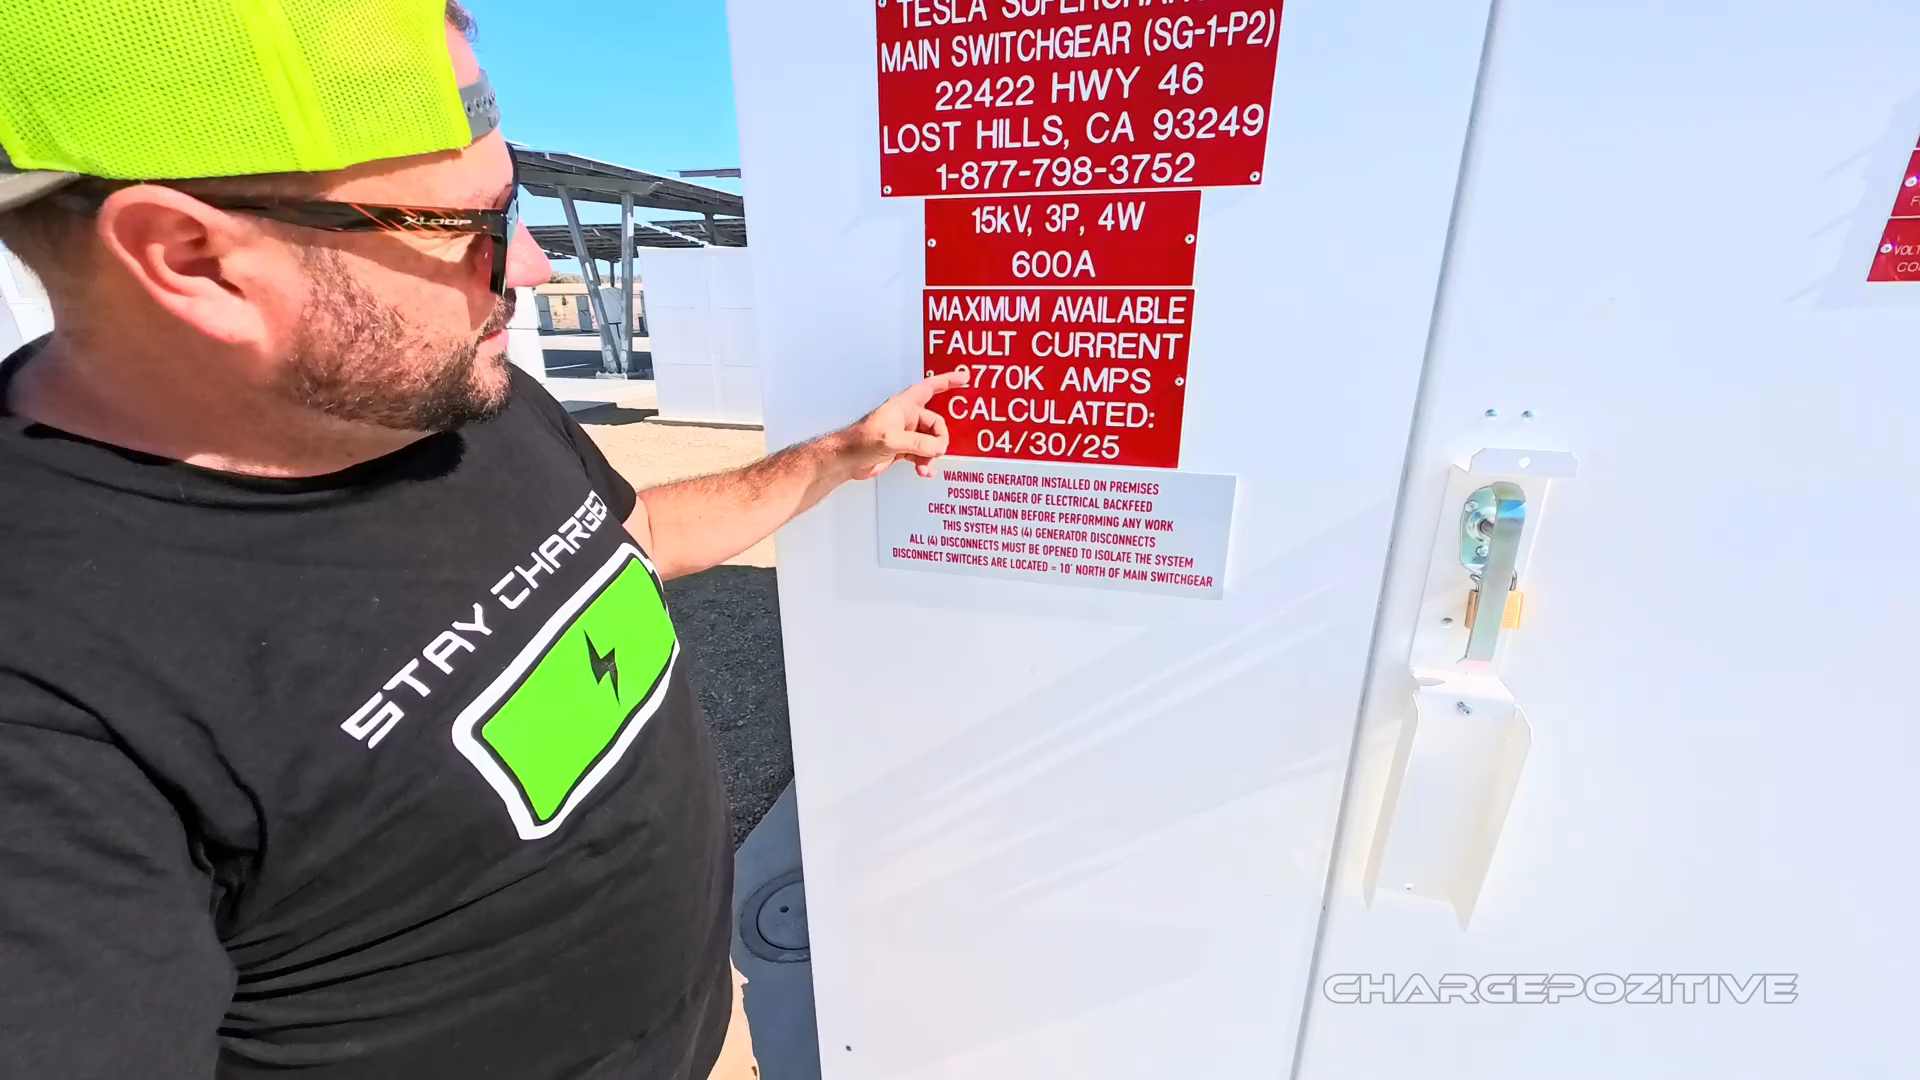 TESLA
MAIN SWITCHGEAR (SG-1-P2)
22422 HWY 46
LOST HILLS, CA 93249
1-877-798-3752
15kV, 3P, 4W
600A
MAXIMUM AVAILABLE
FAULT CURRENT
AMPS
CALCULATED:
04/30/25
WARNING GENERATOR INSTALLED ON PREMISES
POSSIBLE DANGER OF ELECTRICAL BACKFEED
CHECK INSTALLATION BEFORE PERFORMING ANY WORK
THIS SYSTEM HAS (4) GENERATOR DISCONNECTS
ALL (4) DISCONNECTS MUST BE OPENED TO ISOLATE THE SYSTEM
DISCONNECT SWITCHES ARE LOCATED = 10' NORTH OF MAIN SWITCHGEAR
XLOOP
STAY CHARGED
CHARGEPOZITIVE